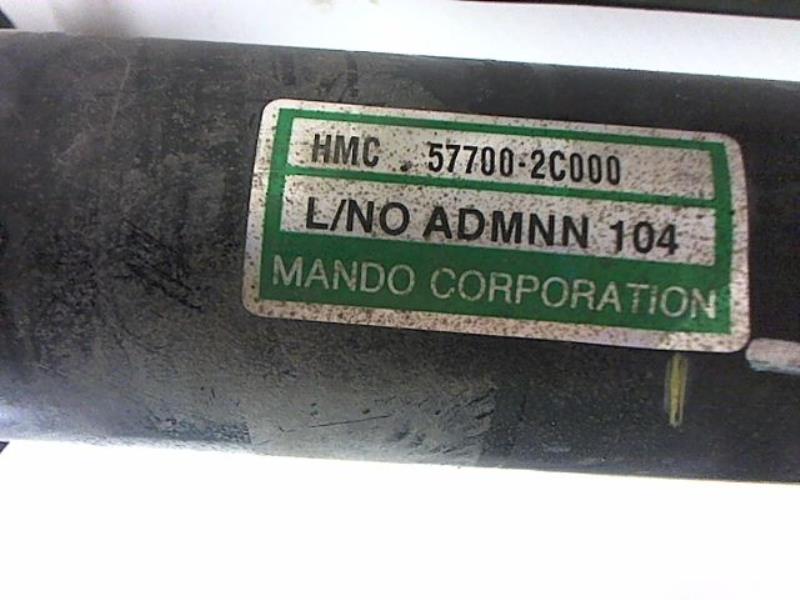 HMC . 57700-2C000
L/NO ADMNN 104
MANDO CORPORATION